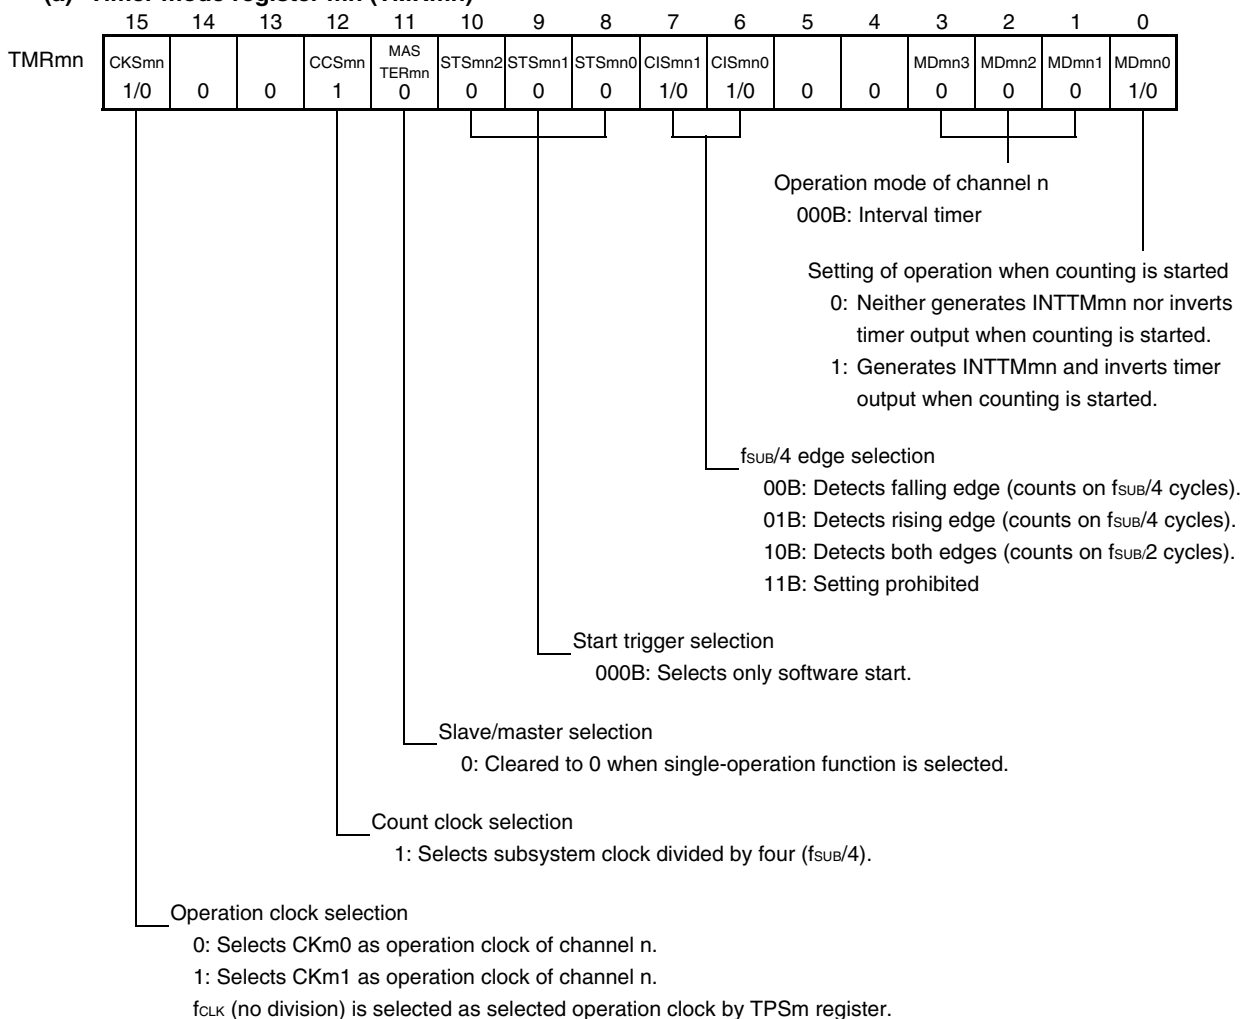 (a) Timer mode register mn (TMRmn)
15 14 13 12 11 10 9 8 7 6 5 4 3 2 1 0
TMRmn
CKSmn CCSmn MAS TERmn STSmn2 STSmn1 STSmn0 CISmn1 CISmn0 MDmn3 MDmn2 MDmn1 MDmn0
1/0 0 0 1 0 0 0 0 1/0 1/0 0 0 0 0 0 1/0
Operation mode of channel n
000B: Interval timer
Setting of operation when counting is started
0: Neither generates INTTMmn nor inverts
timer output when counting is started.
1: Generates INTTMmn and inverts timer
output when counting is started.
fSUB/4 edge selection
00B: Detects falling edge (counts on fSUB/4 cycles).
01B: Detects rising edge (counts on fSUB/4 cycles).
10B: Detects both edges (counts on fSUB/2 cycles).
11B: Setting prohibited
Start trigger selection
000B: Selects only software start.
Slave/master selection
0: Cleared to 0 when single-operation function is selected.
Count clock selection
1: Selects subsystem clock divided by four (fSUB/4).
Operation clock selection
0: Selects CKm0 as operation clock of channel n.
1: Selects CKm1 as operation clock of channel n.
fCLK (no division) is selected as selected operation clock by TPSm register.